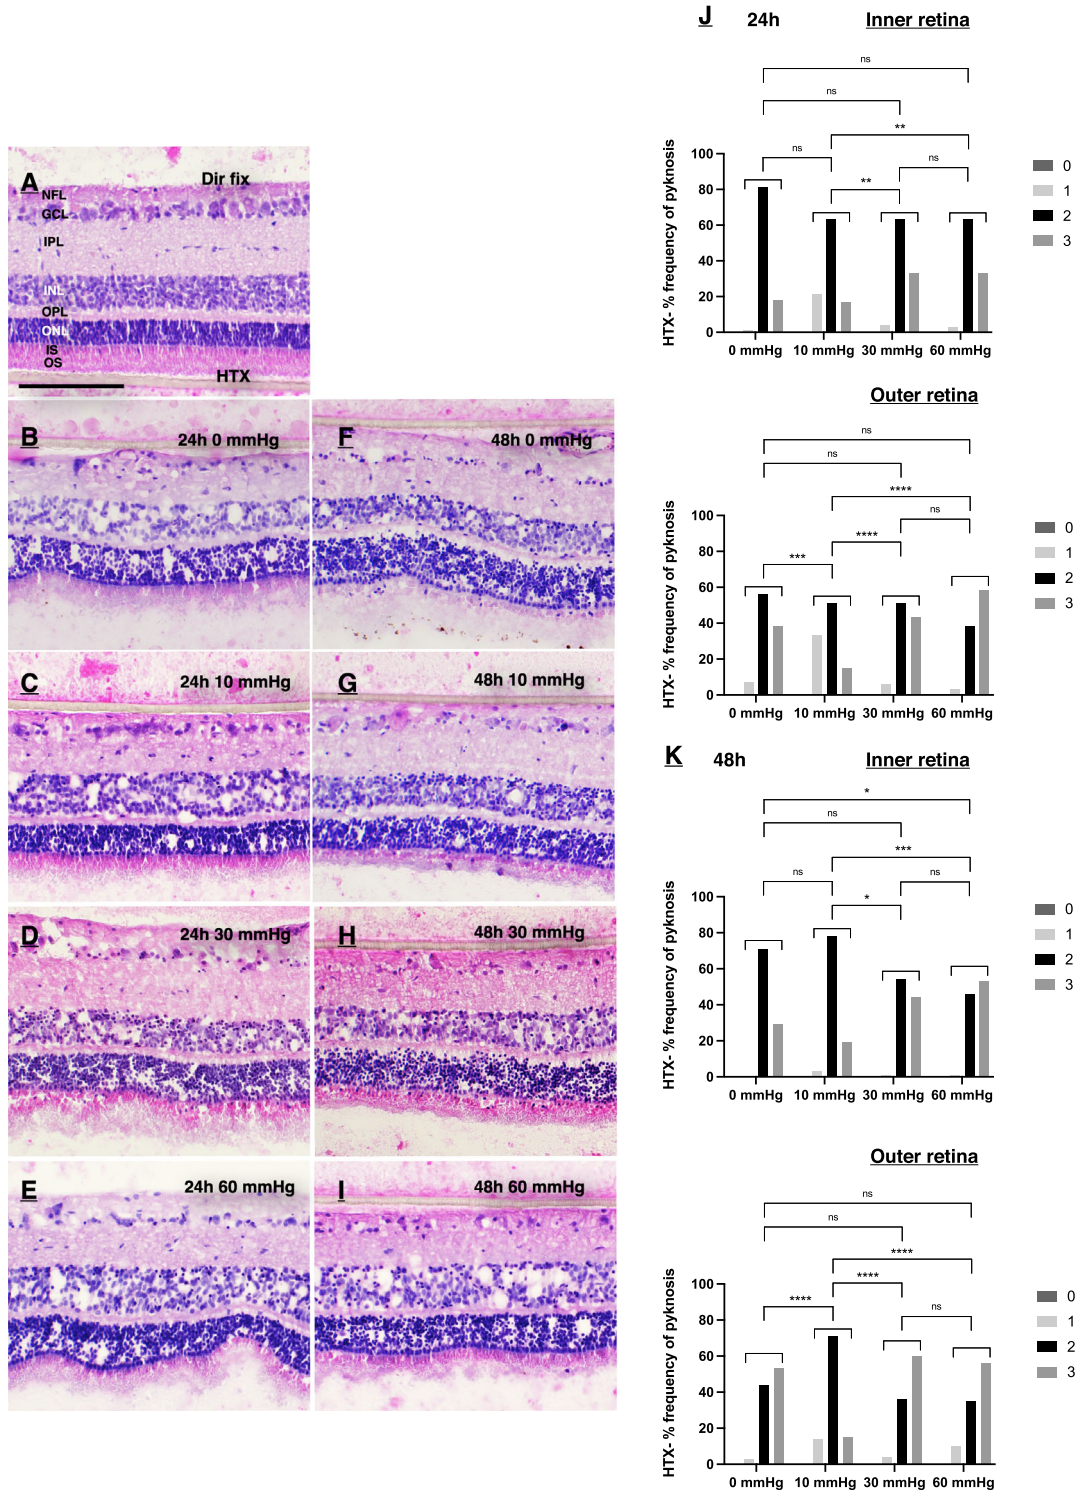 A
Dir fix
NFL
GCL
IPL
INL
OPL
ONL
IS
OS
HTX
B
24h 0 mmHg
F
48h 0 mmHg
C
24h 10 mmHg
G
48h 10 mmHg
D
24h 30 mmHg
H
48h 30 mmHg
E
24h 60 mmHg
I
48h 60 mmHg
J 24h Inner retina
ns
ns
**
ns
ns
**
HTX- % frequency of pyknosis
100
80
60
40
20
0
0 mmHg 10 mmHg 30 mmHg 60 mmHg
0
1
2
3
Outer retina
ns
ns
****
ns
****
***
HTX- % frequency of pyknosis
100
80
60
40
20
0
0 mmHg 10 mmHg 30 mmHg 60 mmHg
0
1
2
3
K 48h Inner retina
*
ns
***
ns
ns
*
HTX- % frequency of pyknosis
100
80
60
40
20
0
0 mmHg 10 mmHg 30 mmHg 60 mmHg
0
1
2
3
Outer retina
ns
ns
****
****
****
ns
HTX- % frequency of pyknosis
100
80
60
40
20
0
0 mmHg 10 mmHg 30 mmHg 60 mmHg
0
1
2
3